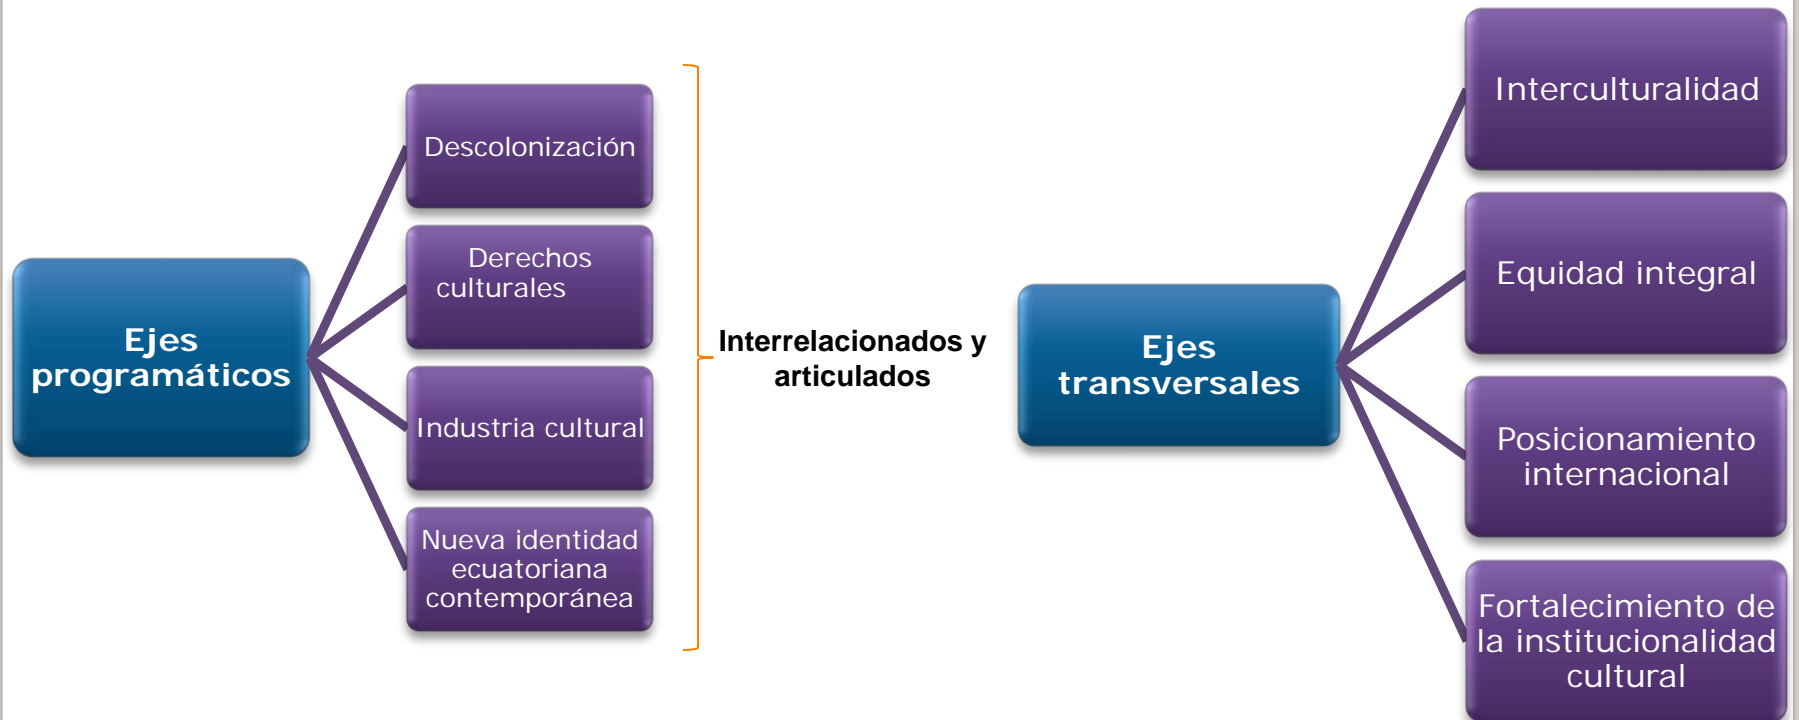 Ejes
programáticos
Descolonización
Derechos
culturales
Industria cultural
Nueva identidad
ecuatoriana
contemporánea
Interrelacionados y
articulados
Ejes
transversales
Interculturalidad
Equidad integral
Posicionamiento
internacional
Fortalecimiento de
la institucionalidad
cultural